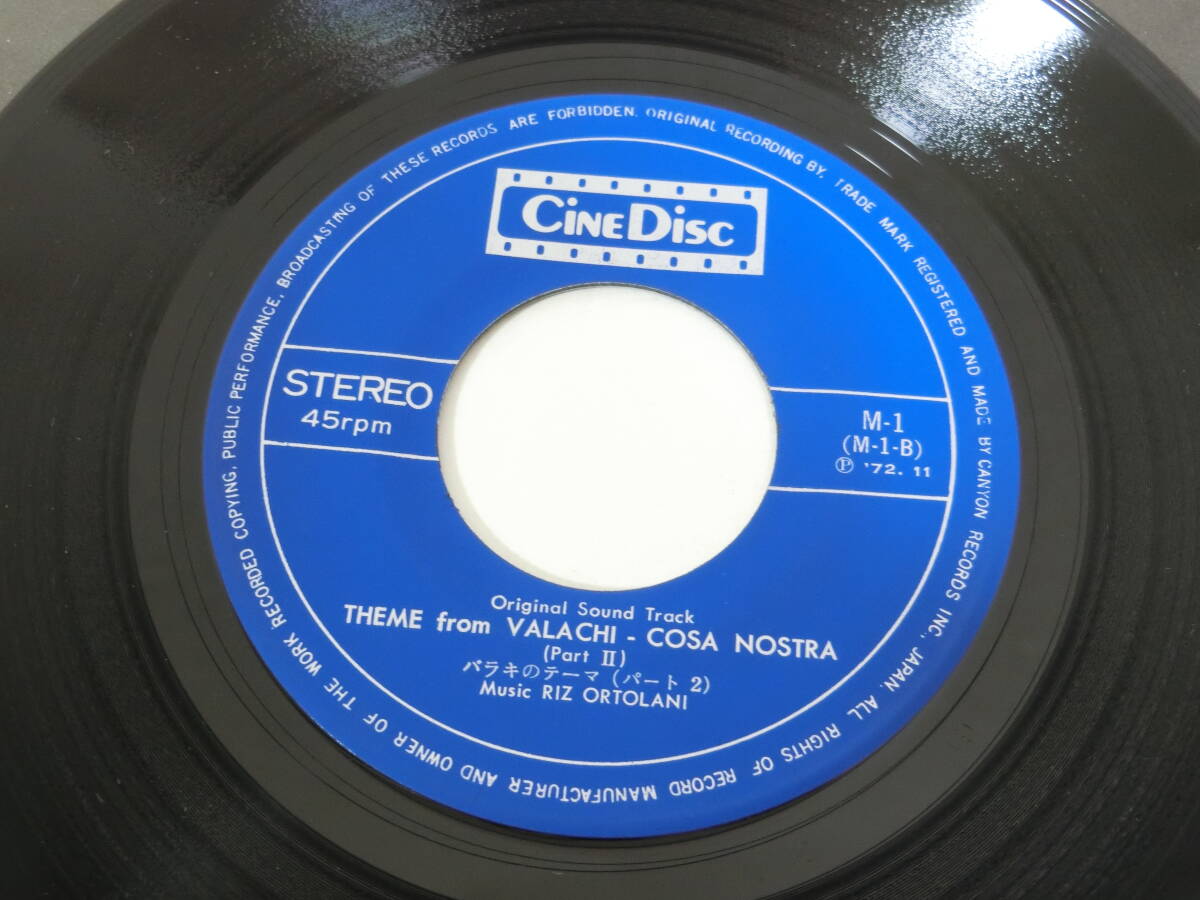 CINEDISC
STEREO
45rpm
M-1
(M-1-B)
Ⓟ '72. 11
Original Sound Track
THEME from VALACHI - COSA NOSTRA
(Part II)
バラキのテーマ (パート 2)
Music RIZ ORTOLANI
ORIGINAL RECORDING BY, TRADE MARK REGISTERED AND MADE BY CANYON RECORDS INC., JAPAN. ALL RIGHTS OF RECORD MANUFACTURER AND OWNER OF THE WORK RECORDED COPYING, PUBLIC PERFORMANCE, BROADCASTING OF THESE RECORDS ARE FORBIDDEN.